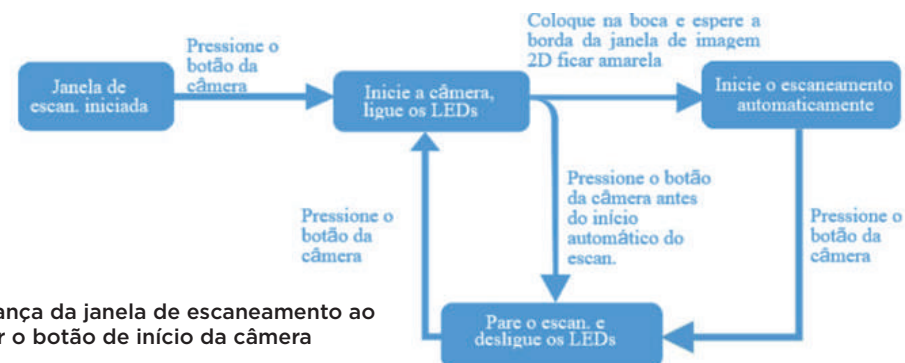 Janela de
escan. iniciada
Pressione o
botão da
câmera
Inicie a câmera,
ligue os LEDs
Coloque na boca e espere a
borda da janela de imagem
2D ficar amarela
Inicie o escaneamento
automaticamente
Pressione o
botão da
câmera
Pressione o botão
da câmera antes
do início
automático do
escan.
Pressione o
botão da
câmera
Pare o escan. e
desligue os LEDs
da janela de escaneamento ao
o botão de início da câmera